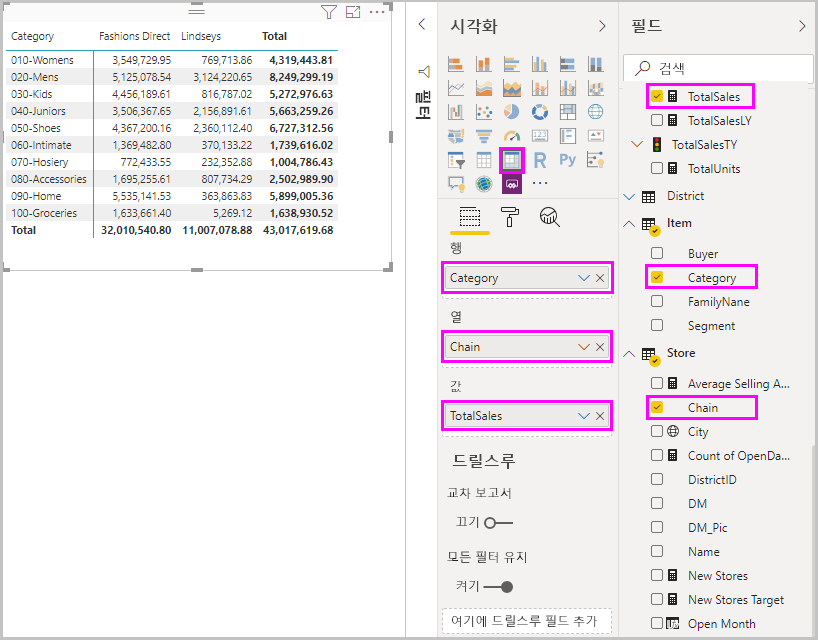 Category Fashions Direct Lindseys Total
010-Womens 3,549,729.95 769,713.86 4,319,443.81
020-Mens 5,125,078.54 3,124,220.65 8,249,299.19
030-Kids 4,456,189.61 816,787.02 5,272,976.63
040-Juniors 3,506,367.65 2,156,891.61 5,663,259.26
050-Shoes 4,367,200.16 2,360,112.40 6,727,312.56
060-Intimate 1,369,482.80 370,133.22 1,739,616.02
070-Hosiery 772,433.55 232,352.88 1,004,786.43
080-Accessories 1,695,255.61 807,734.29 2,502,989.90
090-Home 5,535,141.53 363,863.83 5,899,005.36
100-Groceries 1,633,661.40 5,269.12 1,638,930.52
Total 32,010,540.80 11,007,078.88 43,017,619.68
필터
시각화
123
R
Py
행
Category
열
Chain
값
TotalSales
드릴스루
교차 보고서
끄기
모든 필터 유지
켜기
여기에 드릴스루 필드 추가
필드
검색
TotalSales
TotalSalesLY
TotalSalesTY
TotalUnits
District
Item
Buyer
Category
FamilyNane
Segment
Store
Average Selling A...
Chain
City
Count of OpenDa...
DistrictID
DM
DM_Pic
Name
New Stores
New Stores Target
Open Month